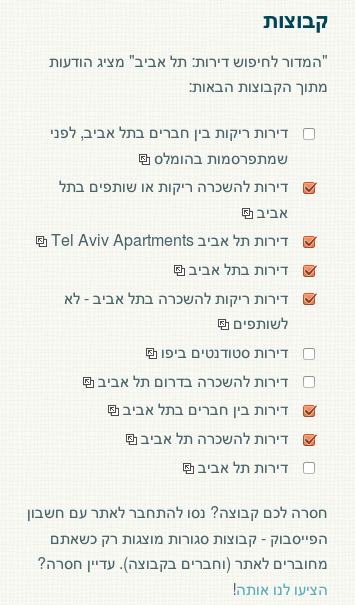 קבוצות
"המדור לחיפוש דירות: תל אביב" מציג הודעות
מתוך הקבוצות הבאות:
דירות ריקות בין חברים בתל אביב, לפני
שמתפרסמות בהומלס
דירות להשכרה ריקות או שותפים בתל
אביב
דירות תל אביב Tel Aviv Apartments
דירות בתל אביב
דירות ריקות להשכרה בתל אביב - לא
לשותפים
דירות סטודנטים ביפו
דירות להשכרה בדרום תל אביב
דירות בין חברים בתל אביב
דירות להשכרה תל אביב
דירות תל אביב
חסרה לכם קבוצה? נסו להתחבר לאתר עם חשבון
הפייסבוק - קבוצות סגורות מוצגות רק כשאתם
מחוברים לאתר (וחברים בקבוצה). עדיין חסרה?
הציעו לנו אותה!